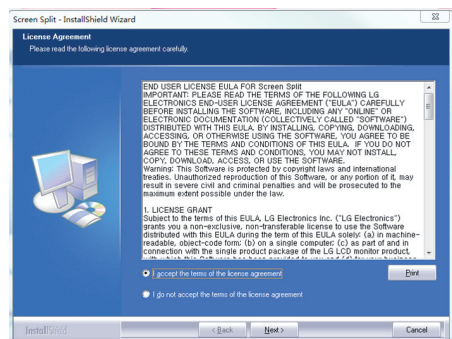 Screen Split - InstallShield Wizard
License Agreement
Please read the following license agreement carefully.
END USER LICENSE EULA FOR Screen Split
IMPORTANT: PLEASE READ THE TERMS OF THE FOLLOWING LG
ELECTRONICS END-USER LICENSE AGREEMENT ("EULA") CAREFULLY
BEFORE INSTALLING THE SOFTWARE, INCLUDING ANY "ONLINE" OR
ELECTRONIC DOCUMENTATION (COLLECTIVELY CALLED "SOFTWARE")
DISTRIBUTED WITH THIS EULA. BY INSTALLING, COPYING, DOWNLOADING,
ACCESSING, OR OTHERWISE USING THE SOFTWARE, YOU AGREE TO BE
BOUND BY THE TERMS AND CONDITIONS OF THIS EULA. IF YOU DO NOT
AGREE TO THESE TERMS AND CONDITIONS, YOU MAY NOT INSTALL,
COPY, DOWNLOAD, ACCESS, OR USE THE SOFTWARE.
Warning: This Software is protected by copyright laws and international
treaties. Unauthorized reproduction of this Software, or any portion of it, may
result in severe civil and criminal penalties and will be prosecuted to the
maximum extent possible under the law.
1. LICENSE GRANT
Subject to the terms of this EULA, LG Electronics Inc. ("LG Electronics")
grants you a non-exclusive, non-transferable license to use the Software
distributed with this EULA during the term of this EULA solely: (a) in machine-
readable, object-code form; (b) on a single computer; (c) as part of and in
connection with the single product package of the LG LCD monitor product,
I accept the terms of the license agreement
Print
I do not accept the terms of the license agreement
InstallShield
< Back
Next >
Cancel